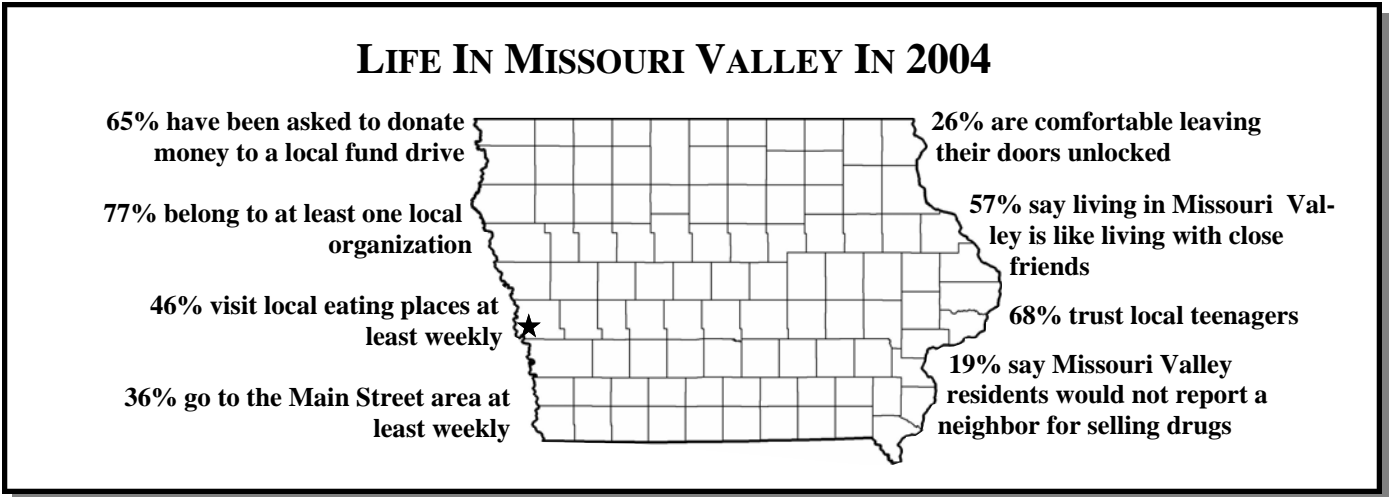 LIFE IN MISSOURI VALLEY IN 2004
65% have been asked to donate
money to a local fund drive
77% belong to at least one local
organization
46% visit local eating places at
least weekly
36% go to the Main Street area at
least weekly
26% are comfortable leaving
their doors unlocked
57% say living in Missouri Val-
ley is like living with close
friends
68% trust local teenagers
19% say Missouri Valley
residents would not report a
neighbor for selling drugs